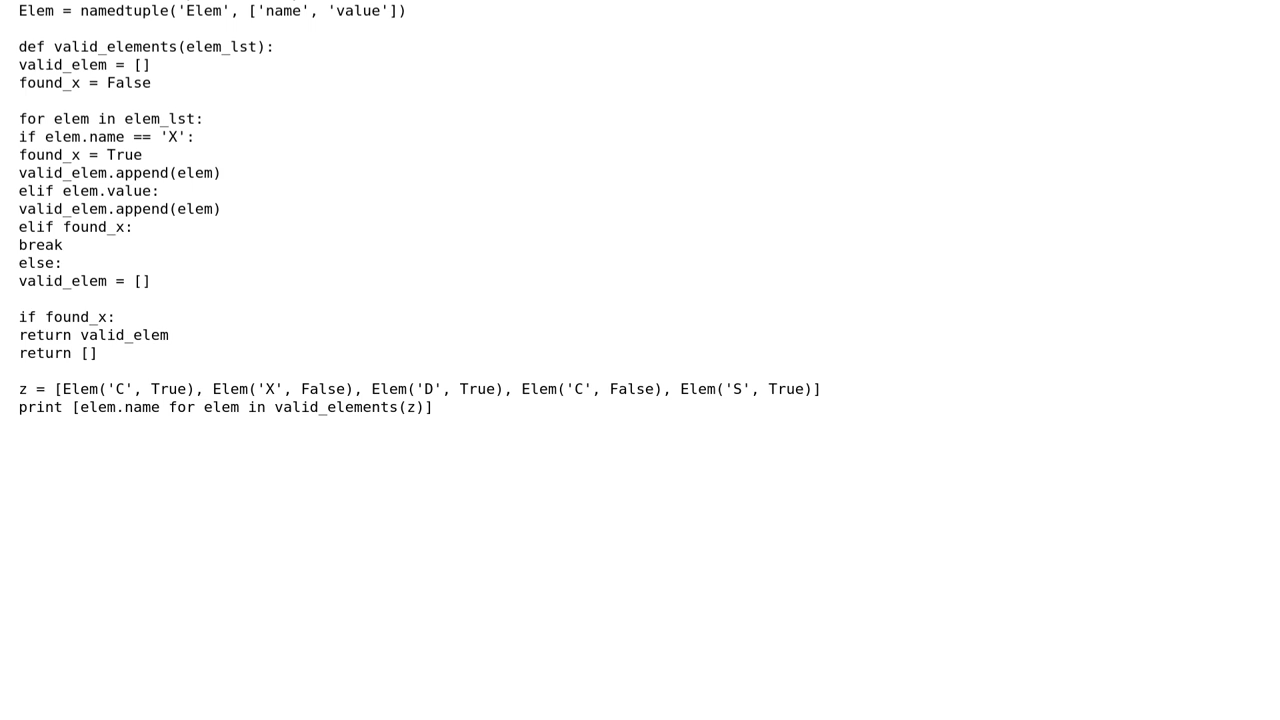 Elem = namedtuple('Elem', ['name', 'value'])
def valid_elements(elem_lst):
valid_elem = []
found_x = False
for elem in elem_lst:
if elem.name == 'X':
found_x = True
valid_elem.append(elem)
elif elem.value:
valid_elem.append(elem)
elif found_x:
break
else:
valid_elem = []
if found_x:
return valid_elem
return []
z = [Elem('C', True), Elem('X', False), Elem('D', True), Elem('C', False), Elem('S', True)]
print [elem.name for elem in valid_elements(z)]